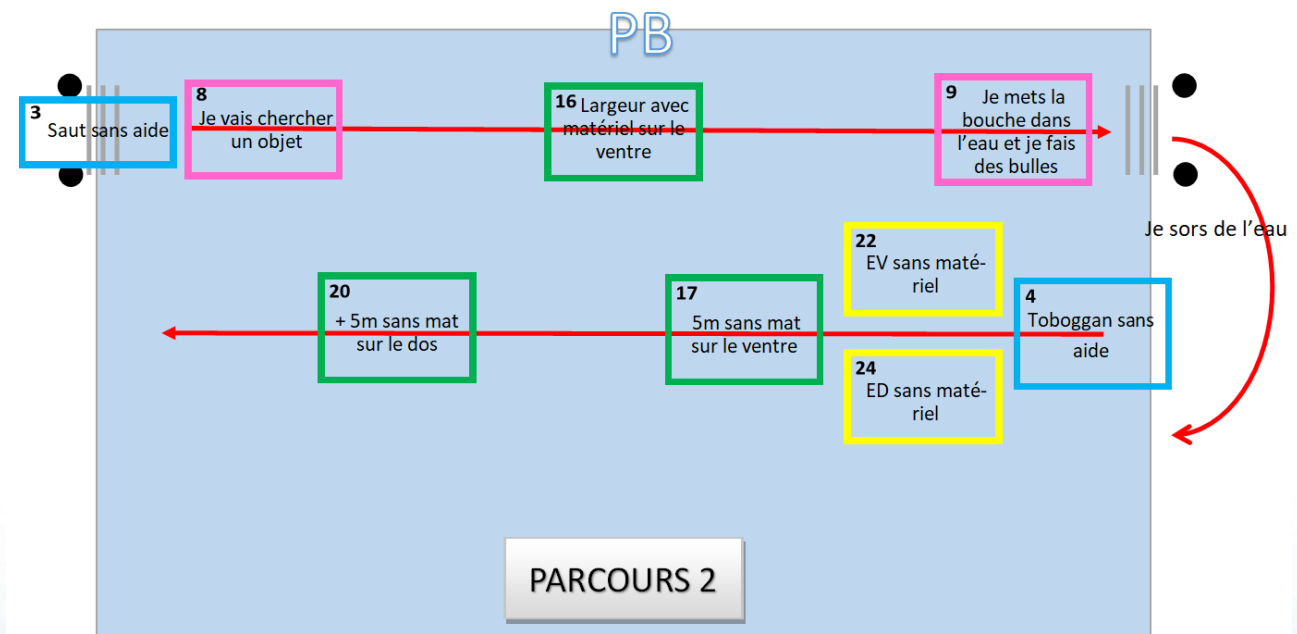 PB
3
Saut sans aide
8
Je vais chercher
un objet
16 Largeur avec
matériel sur le
ventre
9 Je mets la
bouche dans
l'eau et je fais
des bulles
Je sors de l'eau
22
EV sans maté-
riel
20
+ 5m sans mat
sur le dos
17
5m sans mat
sur le ventre
4
Toboggan sans
aide
24
ED sans maté-
riel
PARCOURS 2